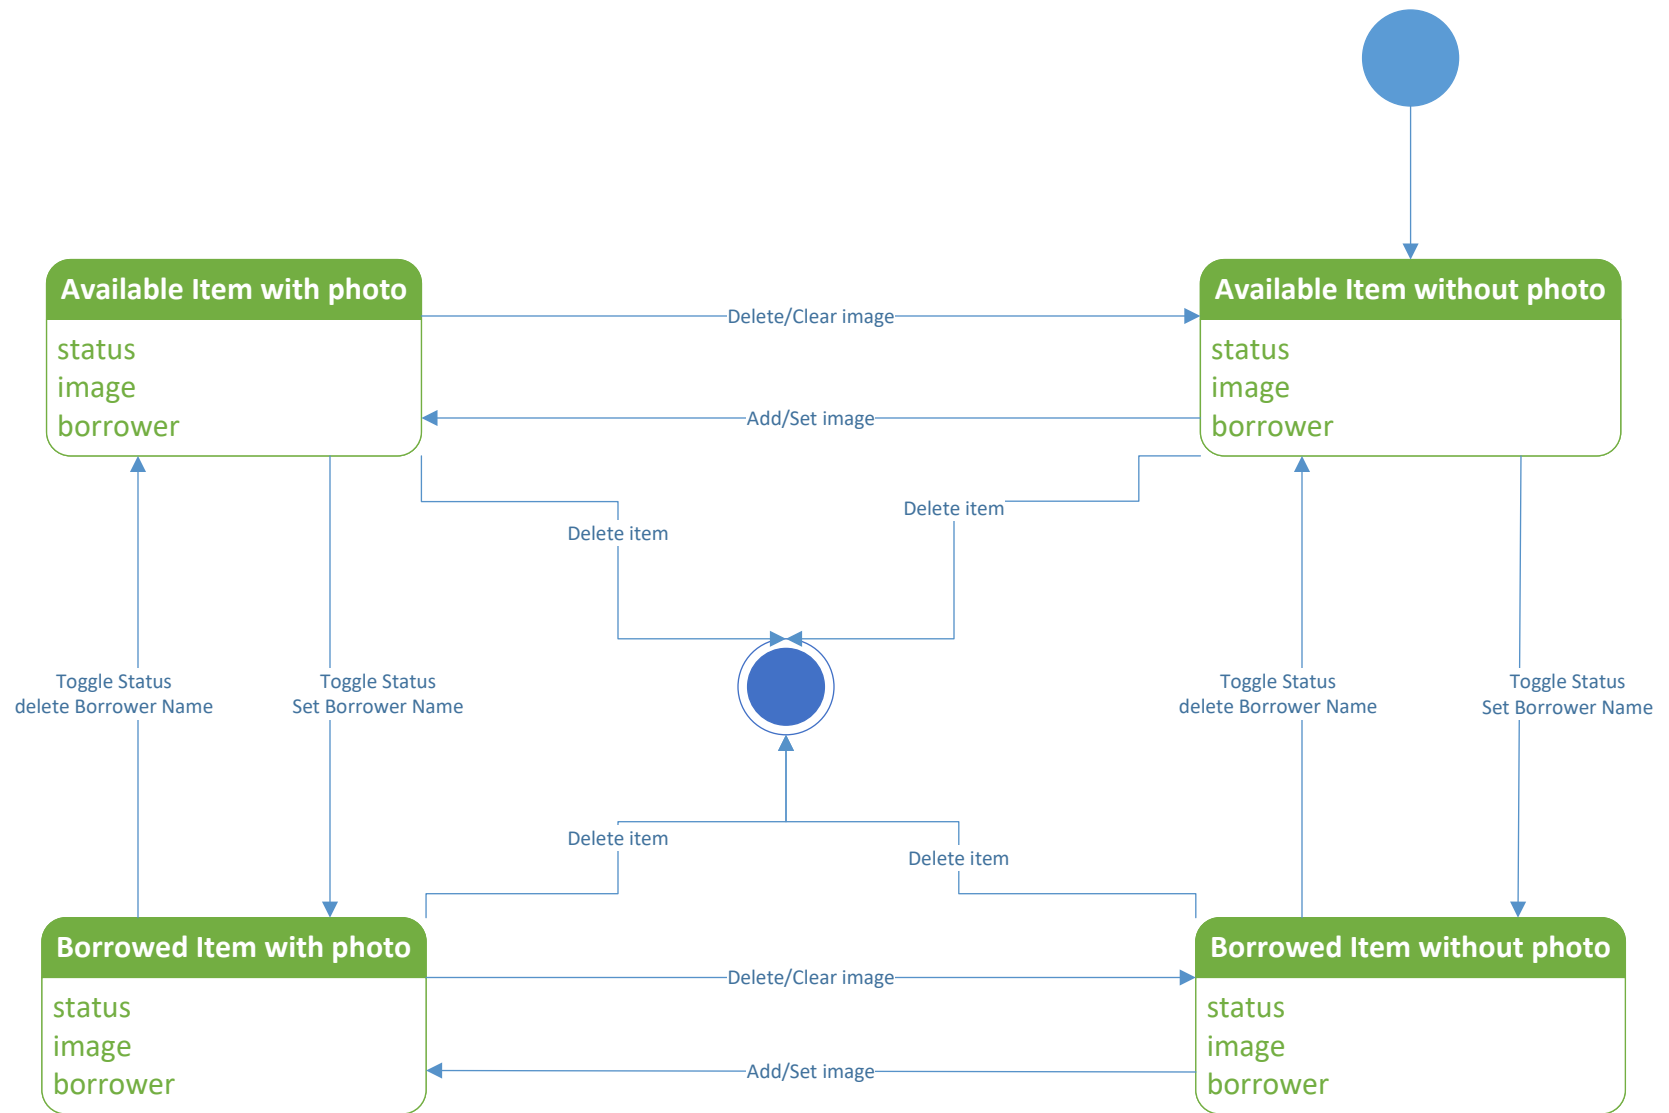 Available Item with photo
status
image
borrower
Delete/Clear image
Add/Set image
Available Item without photo
status
image
borrower
Delete item
Delete item
Toggle Status
delete Borrower Name
Toggle Status
Set Borrower Name
Toggle Status
delete Borrower Name
Toggle Status
Set Borrower Name
Delete item
Delete item
Borrowed Item with photo
status
image
borrower
Delete/Clear image
Add/Set image
Borrowed Item without photo
status
image
borrower